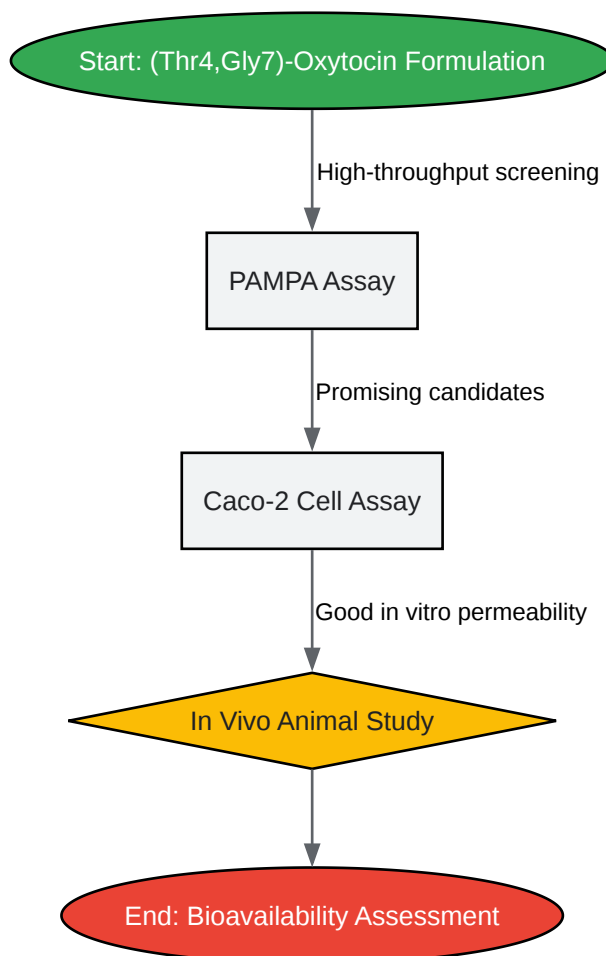 Start: (Thr4,Gly7)-Oxytocin Formulation
High-throughput screening
PAMPA Assay
Promising candidates
Caco-2 Cell Assay
Good in vitro permeability
In Vivo Animal Study
End: Bioavailability Assessment